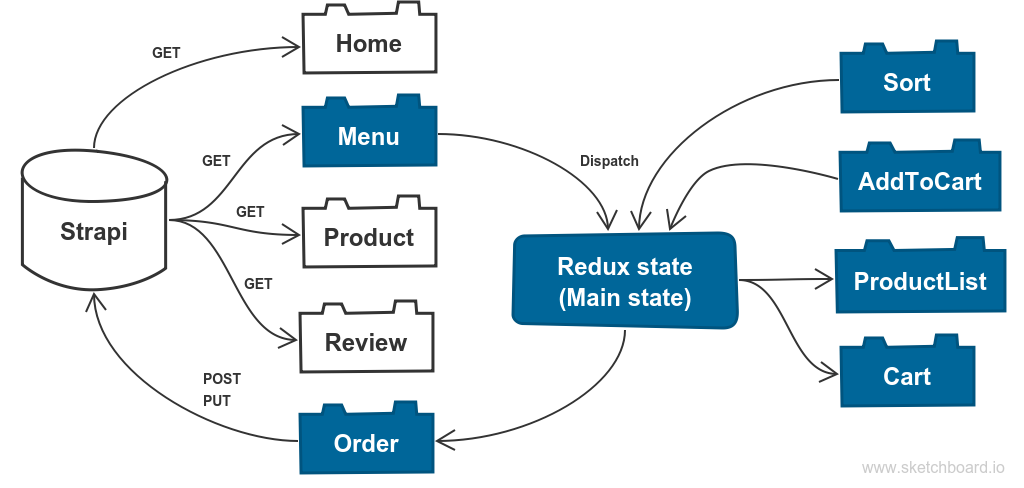 GET
Home
GET
Menu
Dispatch
Sort
AddToCart
Strapi
GET
Product
Redux state
(Main state)
ProductList
GET
Review
Cart
POST
PUT
Order
www.sketchboard.io